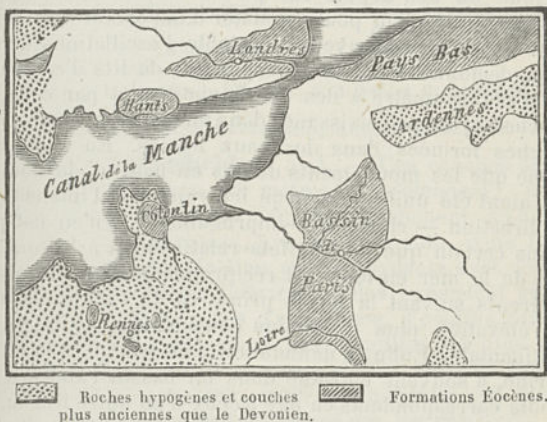 Londres
Pays Bas
Hants
Ardennes
Canal de la Manche
Cotentin
Bassin
de
Paris
Rennes
Loire
Roches hypogènes et couches
plus anciennes que le Devonien.
Formations Éocènes.